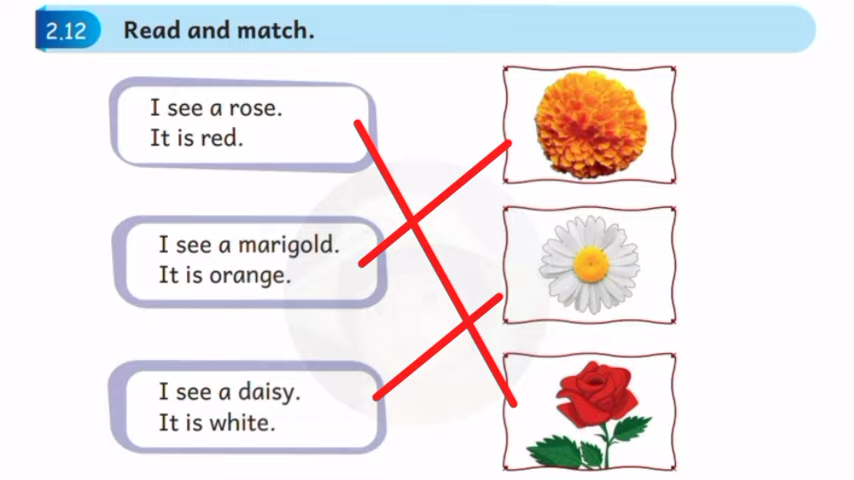 2.12 Read and match.
I see a rose.
It is red.
I see a marigold.
It is orange.
I see a daisy.
It is white.